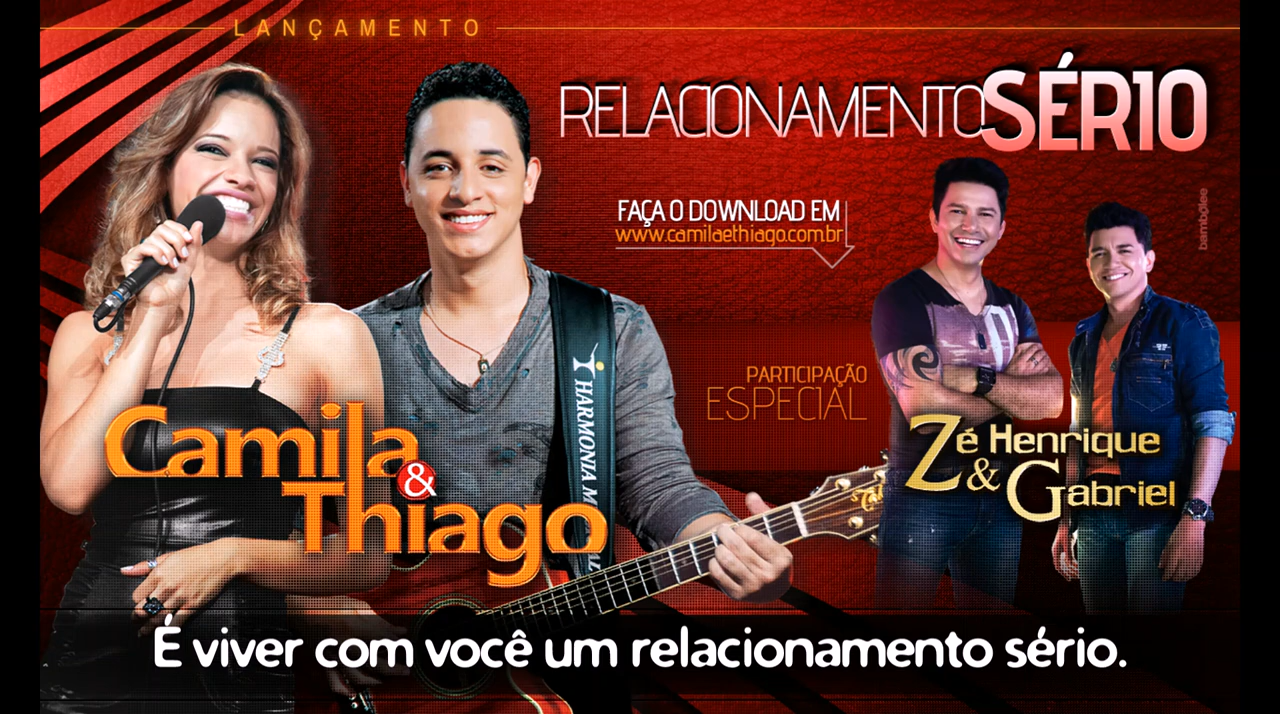 LANÇAMENTO
RELACIONAMENTO SÉRIO
FAÇA O DOWNLOAD EM
www.camilaethiago.com.br
bambolee
PARTICIPAÇÃO
ESPECIAL
HARMONIA M
Camila
&
Thiago
Zé Henrique
& Gabriel
É viver com você um relacionamento sério.